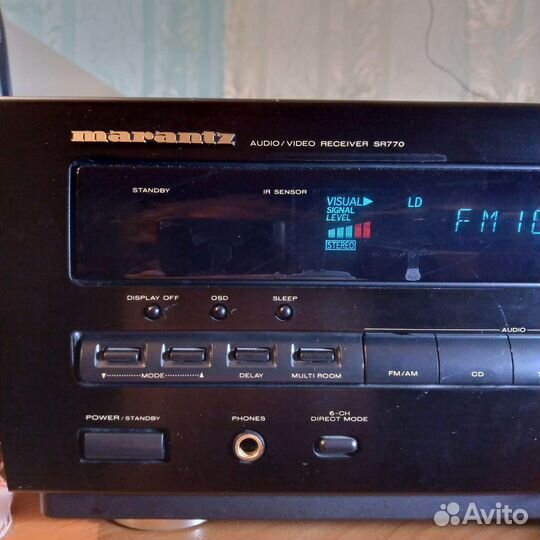 marantz AUDIO/VIDEO RECEIVER SR770
STANDBY IR SENSOR
VISUAL LD
SIGNAL
LEVEL
STEREO
FM 10
DISPLAY OFF OSD SLEEP
AUDIO
MODE DELAY MULTI ROOM FM/AM CD
POWER/STANDBY PHONES 6-CH
DIRECT MODE
Avito